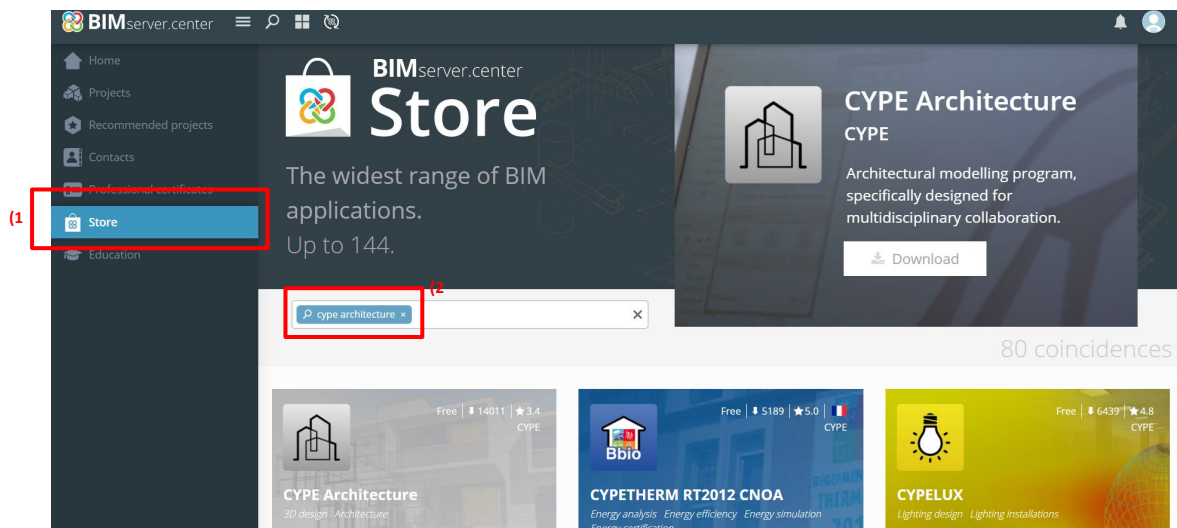 BIMserver.center
Home
Projects
Recommended projects
Contacts
Professional certificates
(1
Store
Education
BIMserver.center
Store
The widest range of BIM
applications.
Up to 144.
CYPE Architecture
CYPE
Architectural modelling program,
specifically designed for
multidisciplinary collaboration.
Download
(2
cype architecture ×
×
80 coincidences
Free | 14011 | ★3.4
CYPE
CYPE Architecture
3D design Architecture
Free | 5189 | ★5.0
CYPE
Bbio
CYPETHERM RT2012 CNOA
Energy analysis Energy efficiency Energy simulation
Energy certification
Free | 6439 | ★4.8
CYPE
CYPELUX
Lighting design Lighting installations